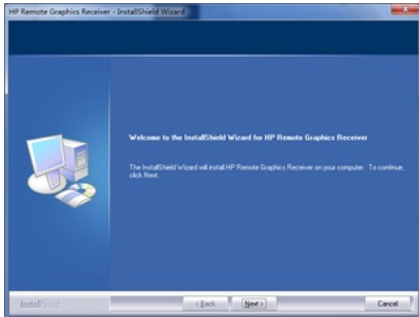 HP Remote Graphics Receiver - InstallShield Wizard
Welcome to the InstallShield Wizard for HP Remote Graphics Receiver
The InstallShield Wizard will install HP Remote Graphics Receiver on your computer. To continue,
click Next.
InstallShield
< Back Next > Cancel